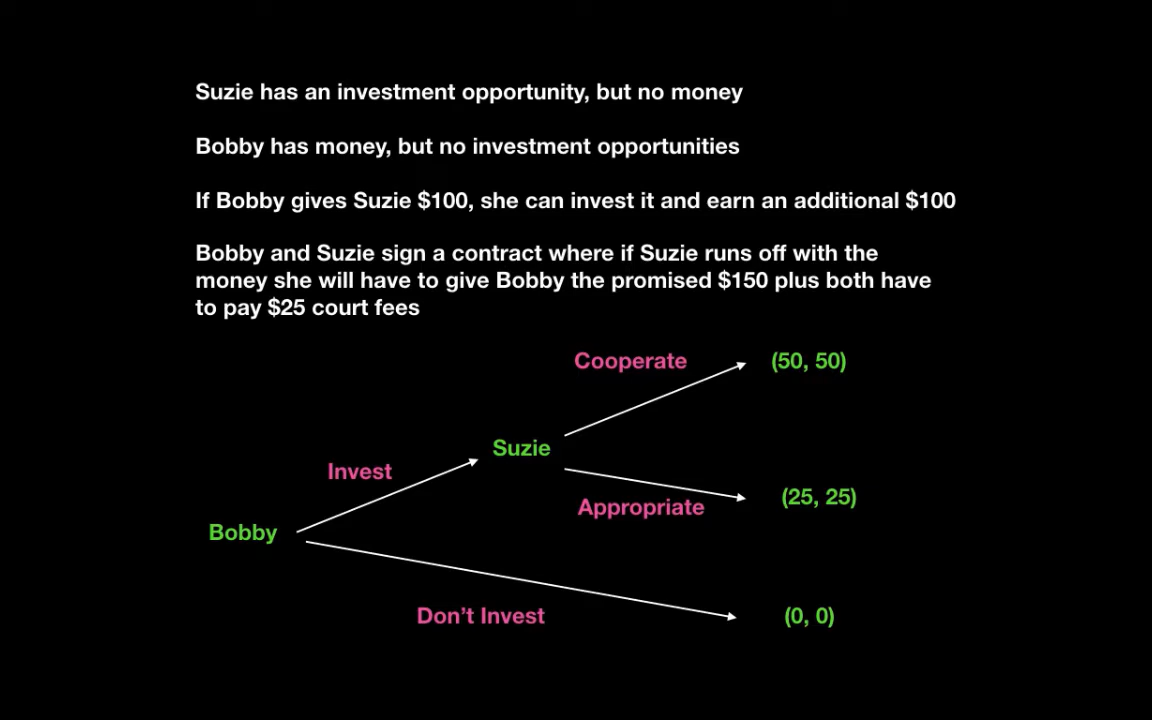 Suzie has an investment opportunity, but no money
Bobby has money, but no investment opportunities
If Bobby gives Suzie $100, she can invest it and earn an additional $100
Bobby and Suzie sign a contract where if Suzie runs off with the
money she will have to give Bobby the promised $150 plus both have
to pay $25 court fees
Cooperate
(50, 50)
Suzie
Invest
(25, 25)
Appropriate
Bobby
Don’t Invest
(0, 0)